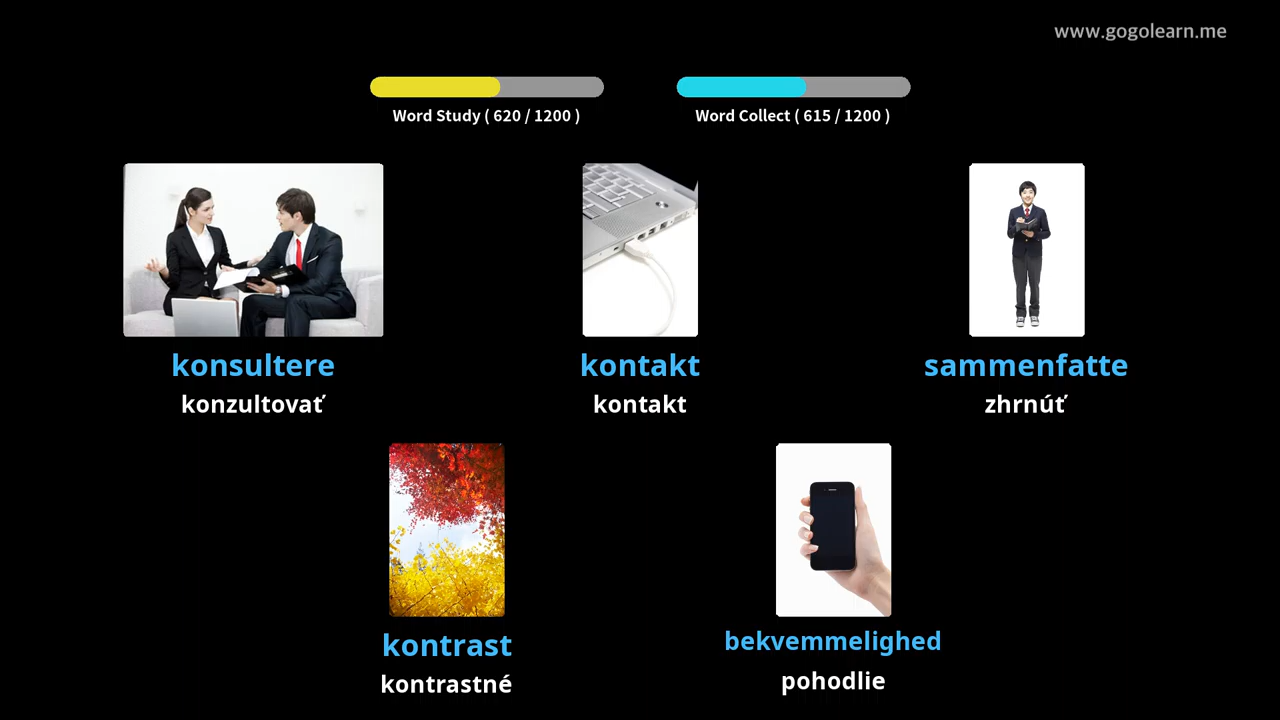 www.gogolearn.me
Word Study ( 620 / 1200 )
Word Collect ( 615 / 1200 )
konsultere
konzultovať
kontakt
kontakt
sammenfatte
zhrnúť
kontrast
kontrastné
bekvemmelighed
pohodlie